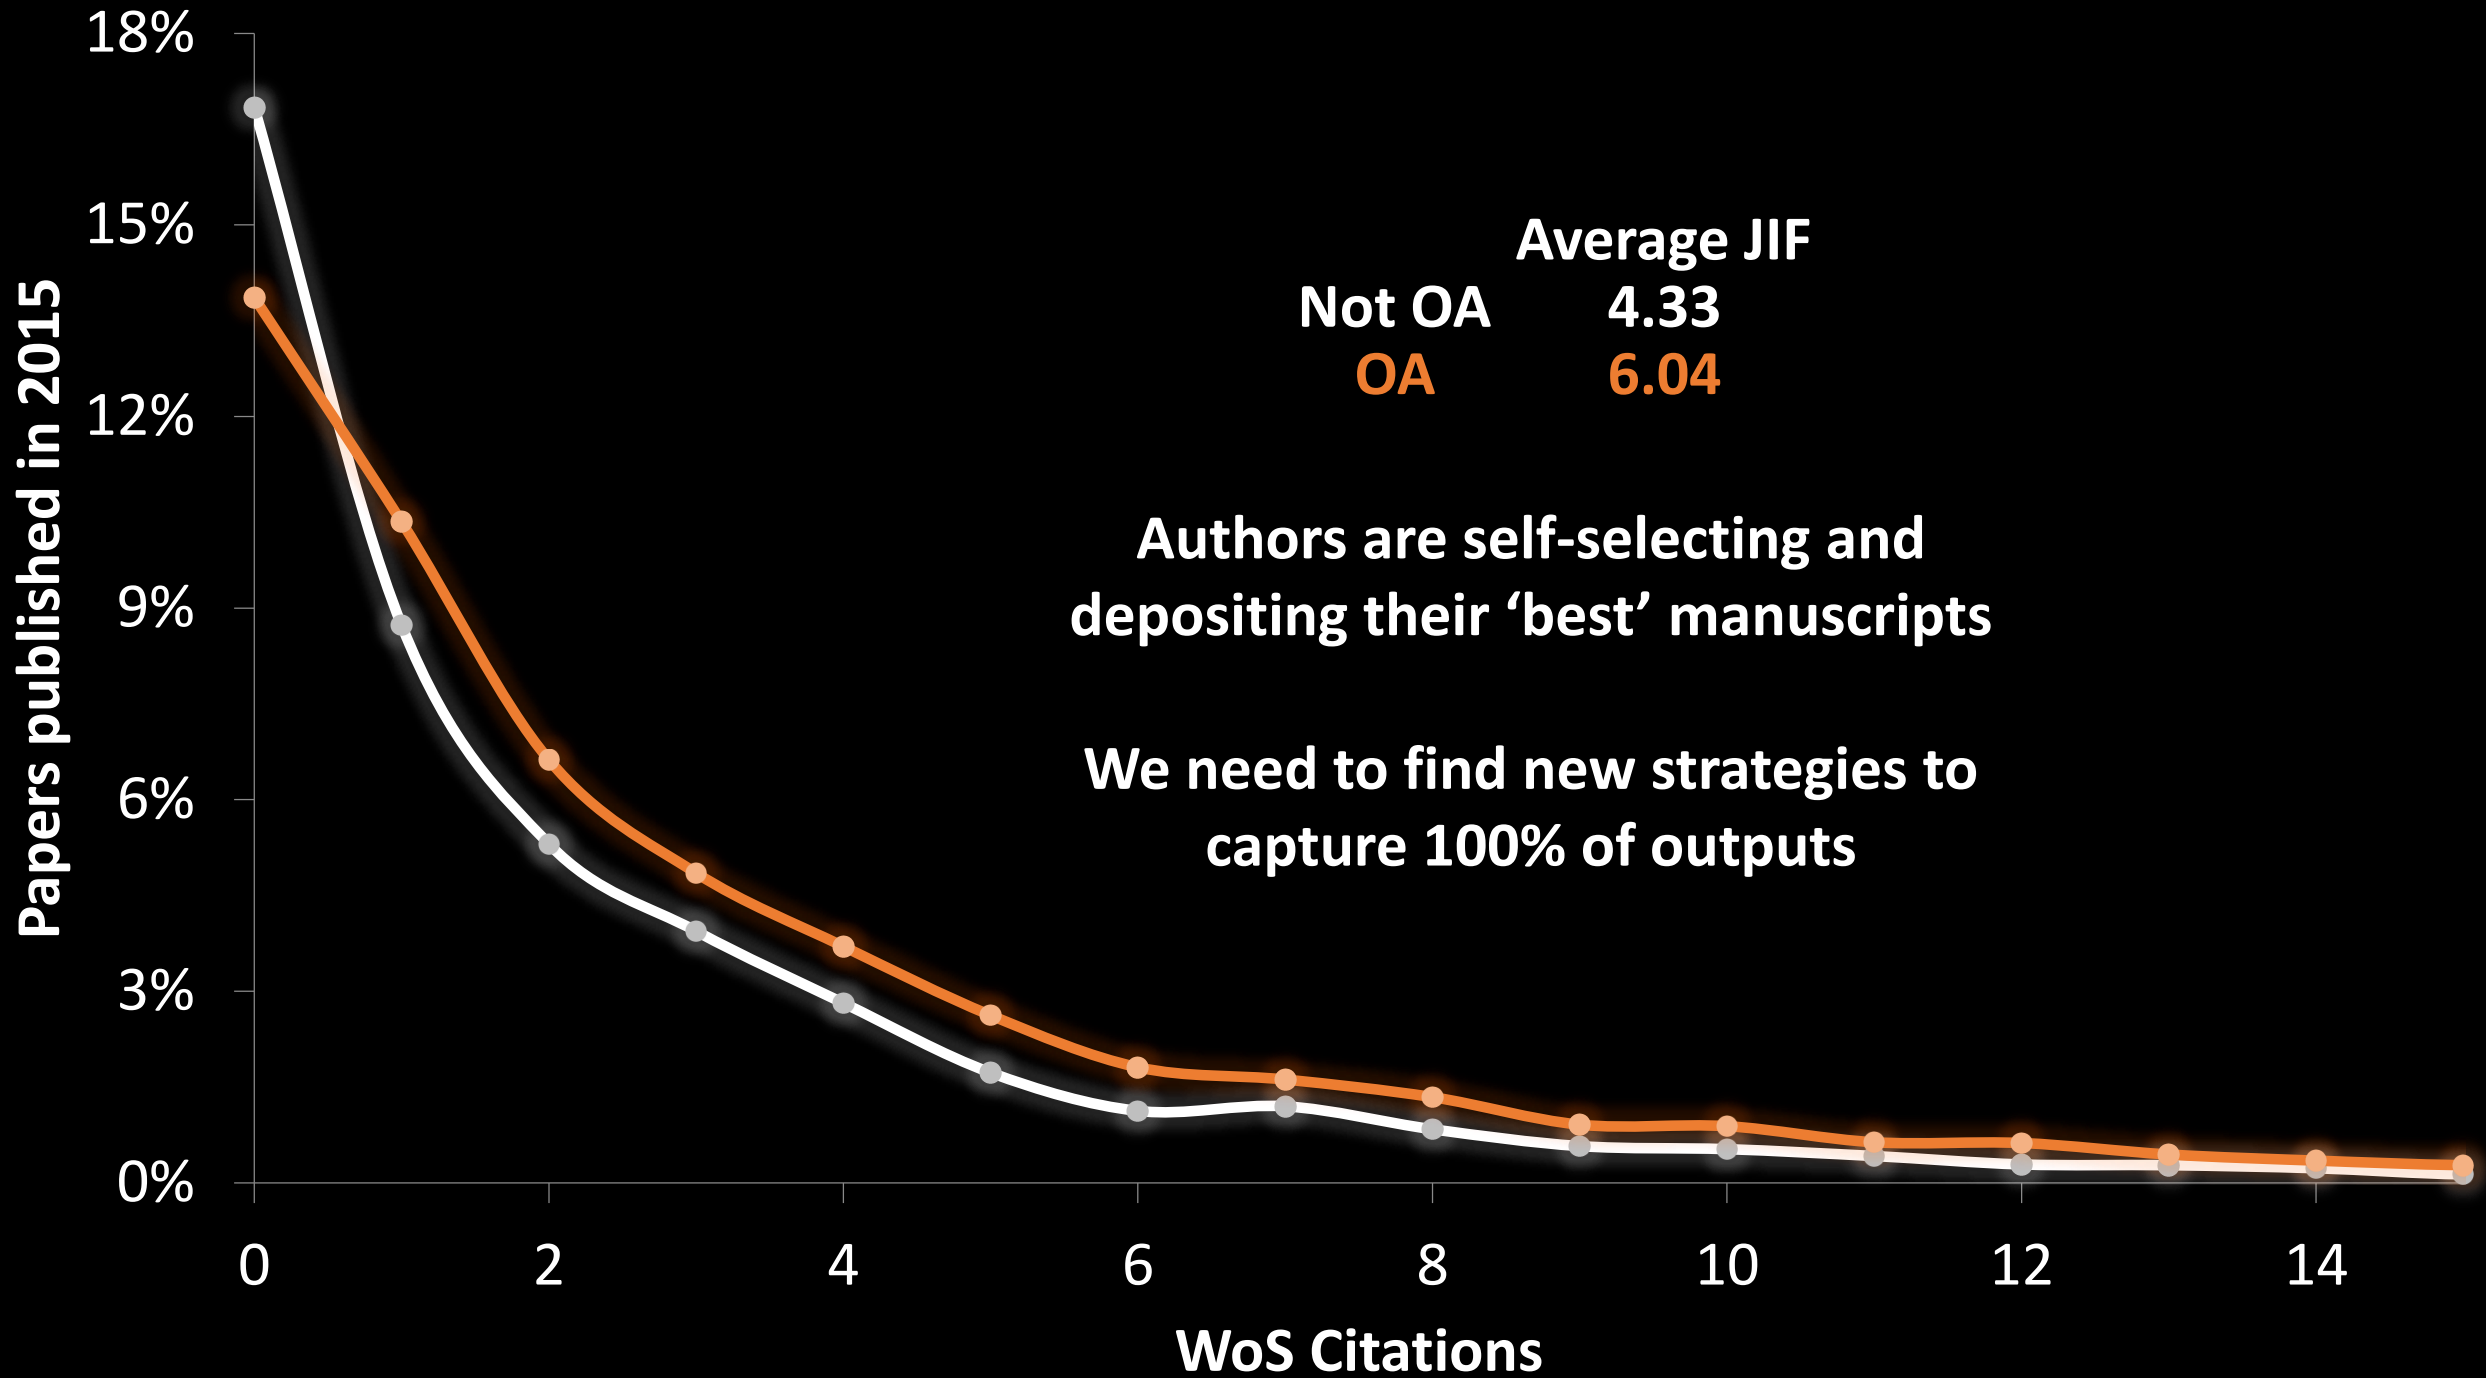 18%
15%
12%
9%
6%
3%
0%
Papers published in 2015
Average JIF
Not OA 4.33
OA 6.04
Authors are self-selecting and
depositing their ‘best’ manuscripts
We need to find new strategies to
capture 100% of outputs
0 2 4 6 8 10 12 14
WoS Citations